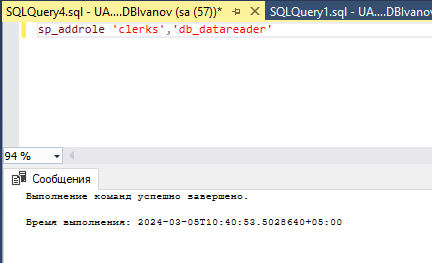 SQLQuery4.sql - UA....DBIvanov (sa (57))* SQLQuery1.sql - UA....DBIva
sp_addrole 'clerks','db_datareader'
94 %
Сообщения
Выполнение команд успешно завершено.
Время выполнения: 2024-03-05T10:40:53.5028640+05:00